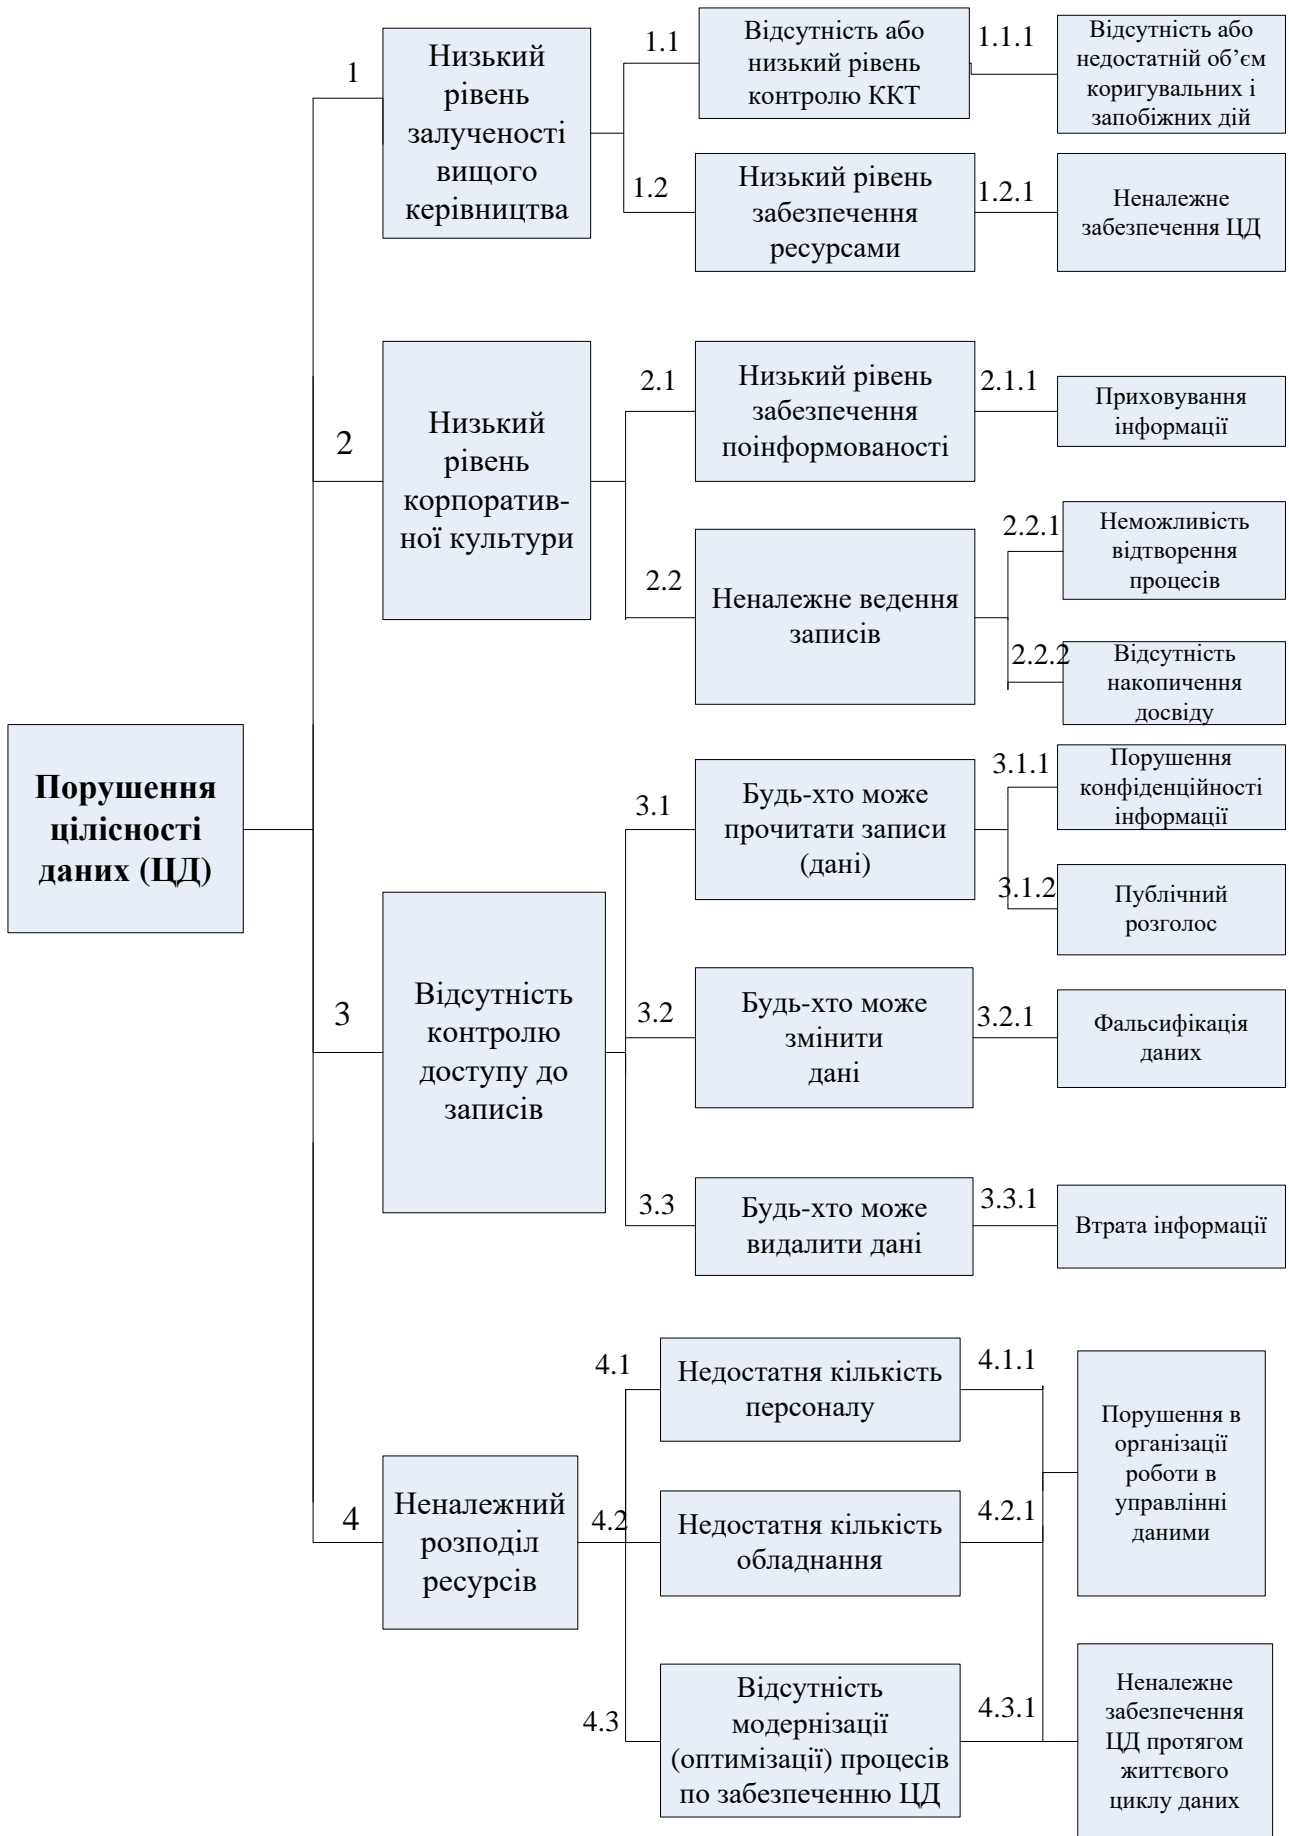 Порушення
цілісності
даних (ЦД)
1
Низький
рівень
залученості
вищого
керівництва
1.1
Відсутність або
низький рівень
контролю ККТ
1.1.1
Відсутність або
недостатній об’єм
коригувальних і
запобіжних дій
1.2
Низький рівень
забезпечення
ресурсами
1.2.1
Неналежне
забезпечення ЦД
2
Низький
рівень
корпоратив-
ної культури
2.1
Низький рівень
забезпечення
поінформованості
2.1.1
Приховування
інформації
2.2
Неналежне ведення
записів
2.2.1
Неможливість
відтворення
процесів
2.2.2
Відсутність
накопичення
досвіду
3
Відсутність
контролю
доступу до
записів
3.1
Будь-хто може
прочитати записи
(дані)
3.1.1
Порушення
конфіденційності
інформації
3.1.2
Публічний
розголос
3.2
Будь-хто може
змінити
дані
3.2.1
Фальсифікація
даних
3.3
Будь-хто може
видалити дані
3.3.1
Втрата інформації
4
Неналежний
розподіл
ресурсів
4.1
Недостатня кількість
персоналу
4.1.1
Порушення в
організації
роботи в
управлінні
даними
4.2
Недостатня кількість
обладнання
4.2.1
4.3
Відсутність
модернізації
(оптимізації) процесів
по забезпеченню ЦД
4.3.1
Неналежне
забезпечення
ЦД протягом
життєвого
циклу даних